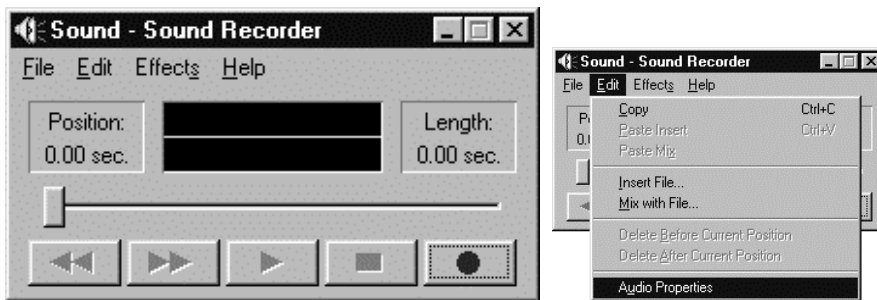 Sound - Sound Recorder
File Edit Effects Help
Position:
0.00 sec.
Length:
0.00 sec.
Sound - Sound Recorder
File Edit Effects Help
Copy Ctrl+C
Paste Insert Ctrl+V
Paste Mix
Insert File...
Mix with File...
Delete Before Current Position
Delete After Current Position
Audio Properties